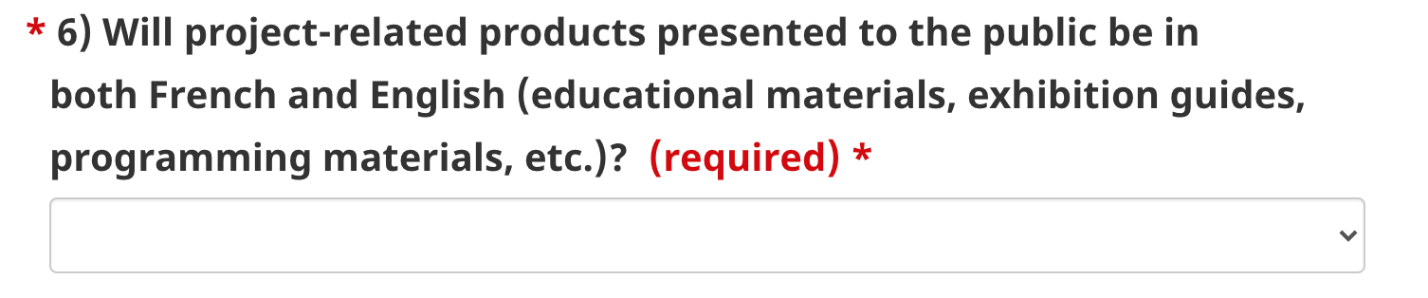 * 6) Will project-related products presented to the public be in
both French and English (educational materials, exhibition guides,
programming materials, etc.)? (required) *